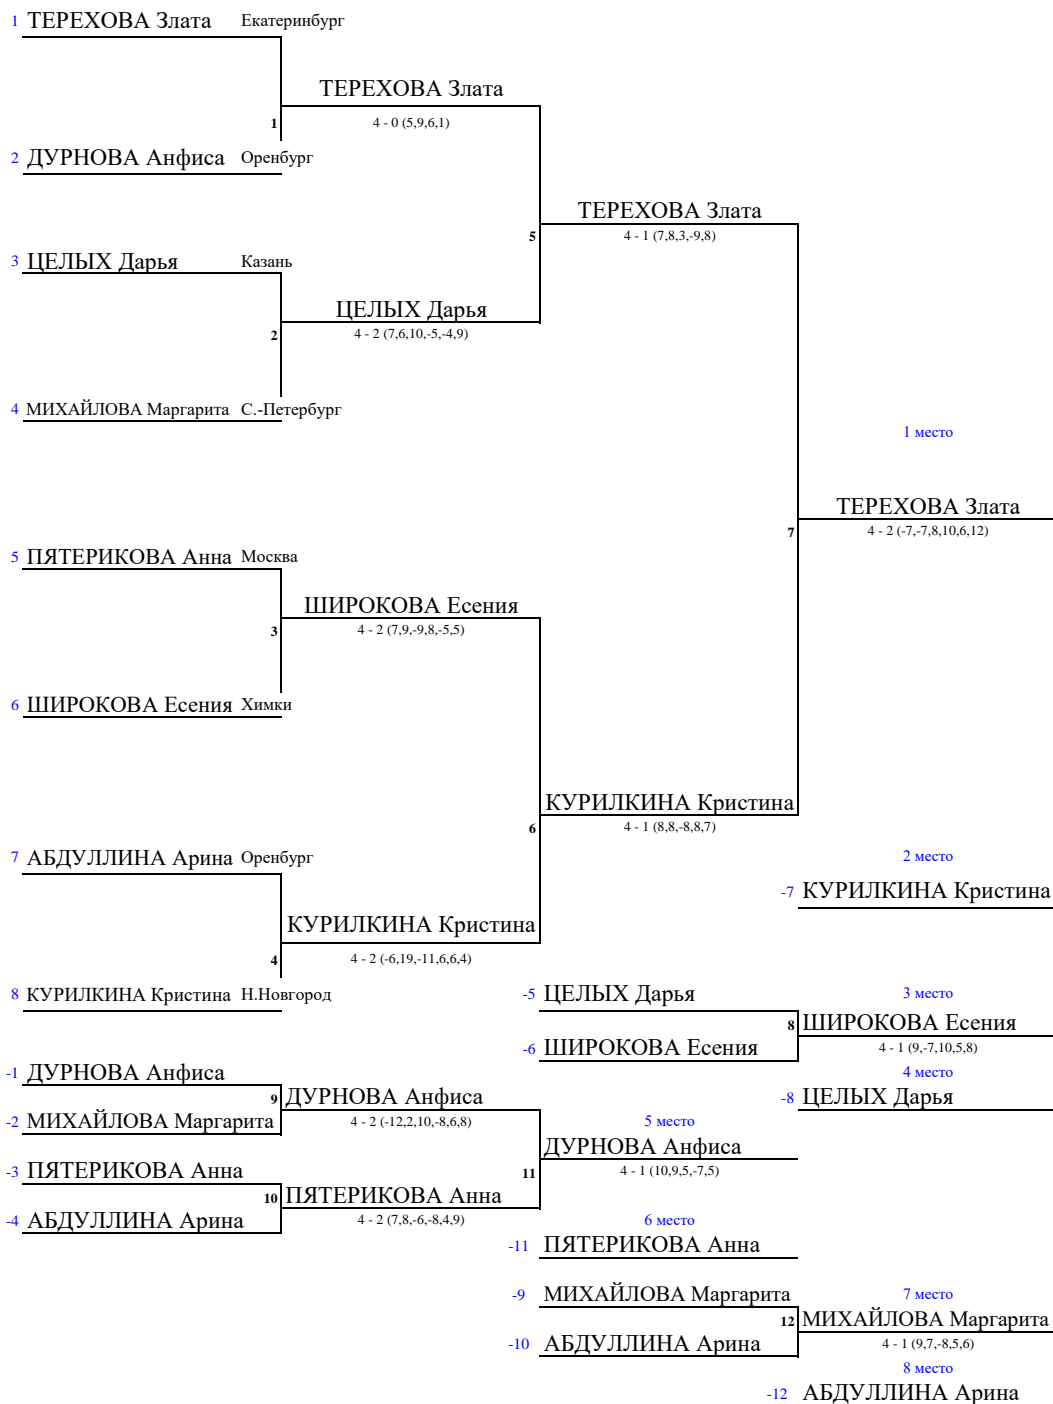 1 ТЕРЕХОВА Злата Екатеринбург
ТЕРЕХОВА Злата
1 4 - 0 (5,9,6,1)
2 ДУРНОВА Анфиса Оренбург
ТЕРЕХОВА Злата
5 4 - 1 (7,8,3,-9,8)
3 ЦЕЛЫХ Дарья Казань
ЦЕЛЫХ Дарья
2 4 - 2 (7,6,10,-5,-4,9)
4 МИХАЙЛОВА Маргарита С.-Петербург
1 место
ТЕРЕХОВА Злата
7 4 - 2 (-7,-7,8,10,6,12)
5 ПЯТЕРИКОВА Анна Москва
ШИРОКОВА Есения
3 4 - 2 (7,9,-9,8,-5,5)
6 ШИРОКОВА Есения Химки
КУРИЛКИНА Кристина
6 4 - 1 (8,8,-8,8,7)
7 АБДУЛЛИНА Арина Оренбург
2 место
-7 КУРИЛКИНА Кристина
КУРИЛКИНА Кристина
4 4 - 2 (-6,19,-11,6,6,4)
8 КУРИЛКИНА Кристина Н.Новгород
-5 ЦЕЛЫХ Дарья
3 место
8 ШИРОКОВА Есения
-6 ШИРОКОВА Есения
4 - 1 (9,-7,10,5,8)
-1 ДУРНОВА Анфиса
4 место
9 ДУРНОВА Анфиса
-8 ЦЕЛЫХ Дарья
-2 МИХАЙЛОВА Маргарита
4 - 2 (-12,2,10,-8,6,8)
5 место
ДУРНОВА Анфиса
-3 ПЯТЕРИКОВА Анна
11 4 - 1 (10,9,5,-7,5)
10 ПЯТЕРИКОВА Анна
-4 АБДУЛЛИНА Арина
4 - 2 (7,8,-6,-8,4,9)
6 место
-11 ПЯТЕРИКОВА Анна
-9 МИХАЙЛОВА Маргарита
7 место
12 МИХАЙЛОВА Маргарита
-10 АБДУЛЛИНА Арина
4 - 1 (9,7,-8,5,6)
8 место
-12 АБДУЛЛИНА Арина